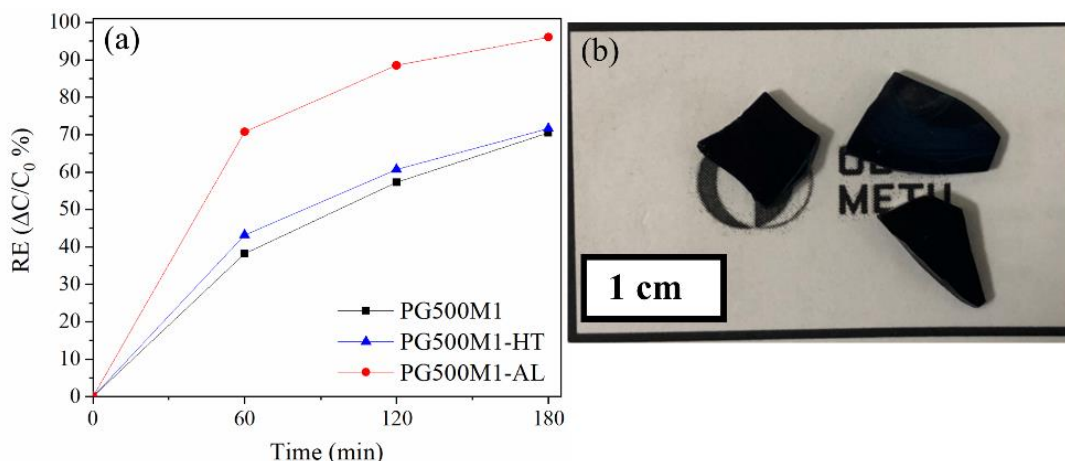 (a)
RE (ΔC/C₀ %)
100
90
80
70
60
50
40
30
20
10
0
PG500M1
PG500M1-HT
PG500M1-AL
0 60 120 180
Time (min)
(b)
METU
1 cm